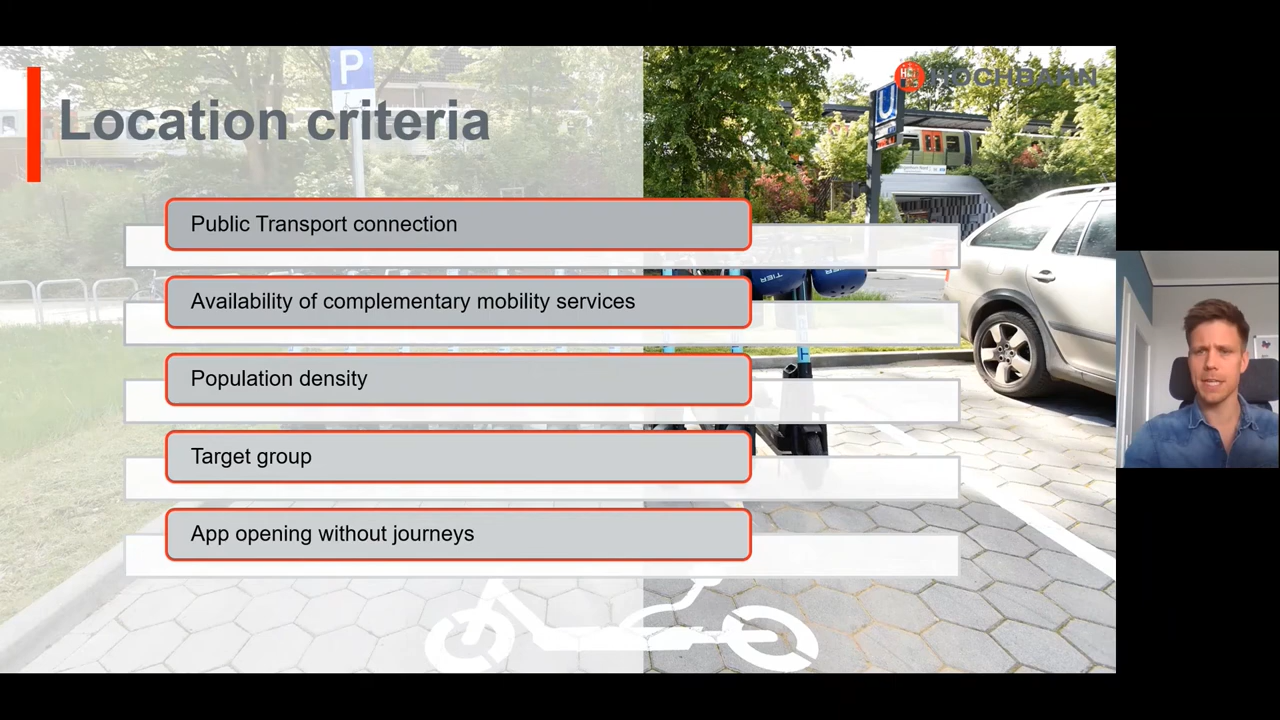 P
HOCHBAHN
U
Location criteria
Public Transport connection
Availability of complementary mobility services
Population density
Target group
App opening without journeys
TIER